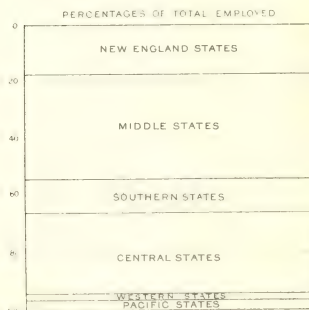 PERCENTAGES OF TOTAL EMPLOYED
0
NEW ENGLAND STATES
20
MIDDLE STATES
40
60
SOUTHERN STATES
CENTRAL STATES
WESTERN STATES
PACIFIC STATES